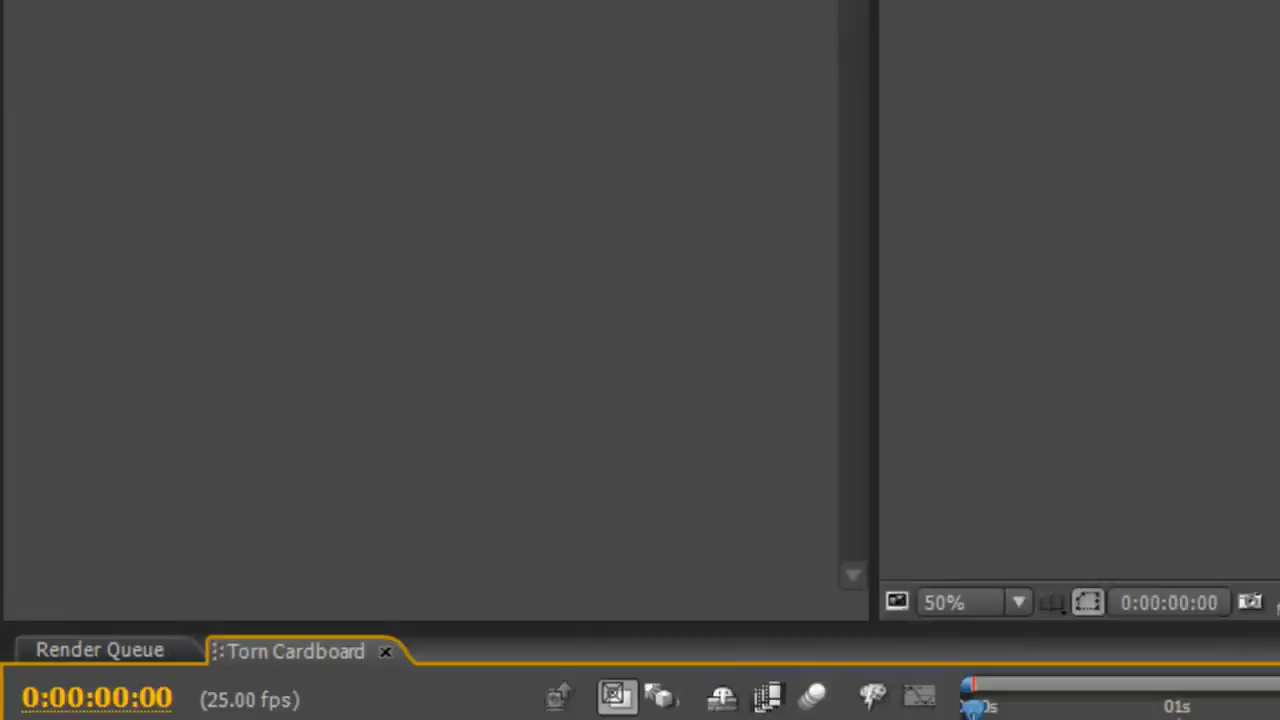 50%
0:00:00:00
Render Queue
Torn Cardboard
0:00:00:00 (25.00 fps)
01s